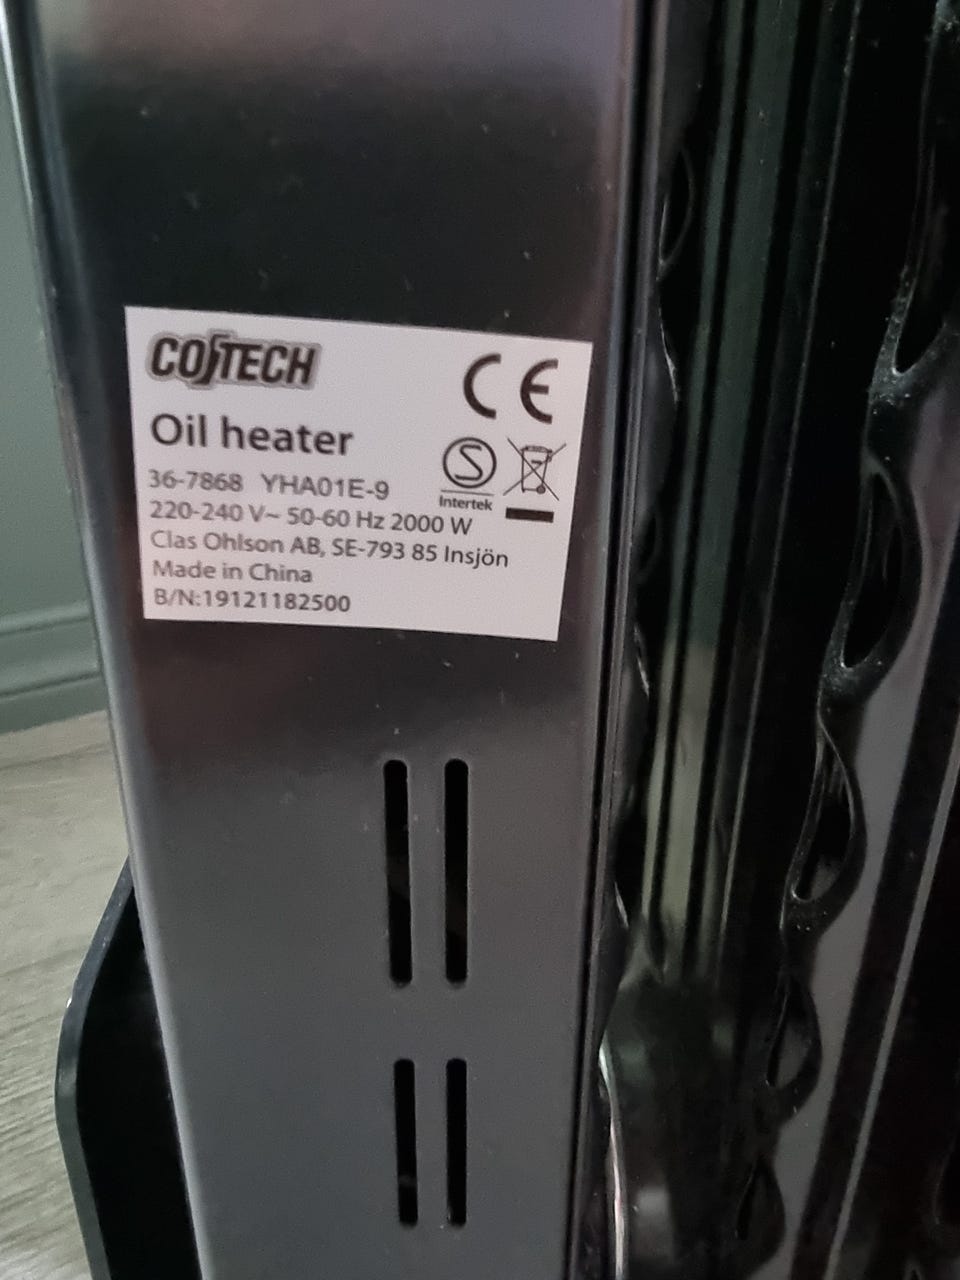 COTECH
CE
Oil heater
S
Intertek
36-7868 YHA01E-9
220-240 V~ 50-60 Hz 2000 W
Clas Ohlson AB, SE-793 85 Insjön
Made in China
B/N:19121182500